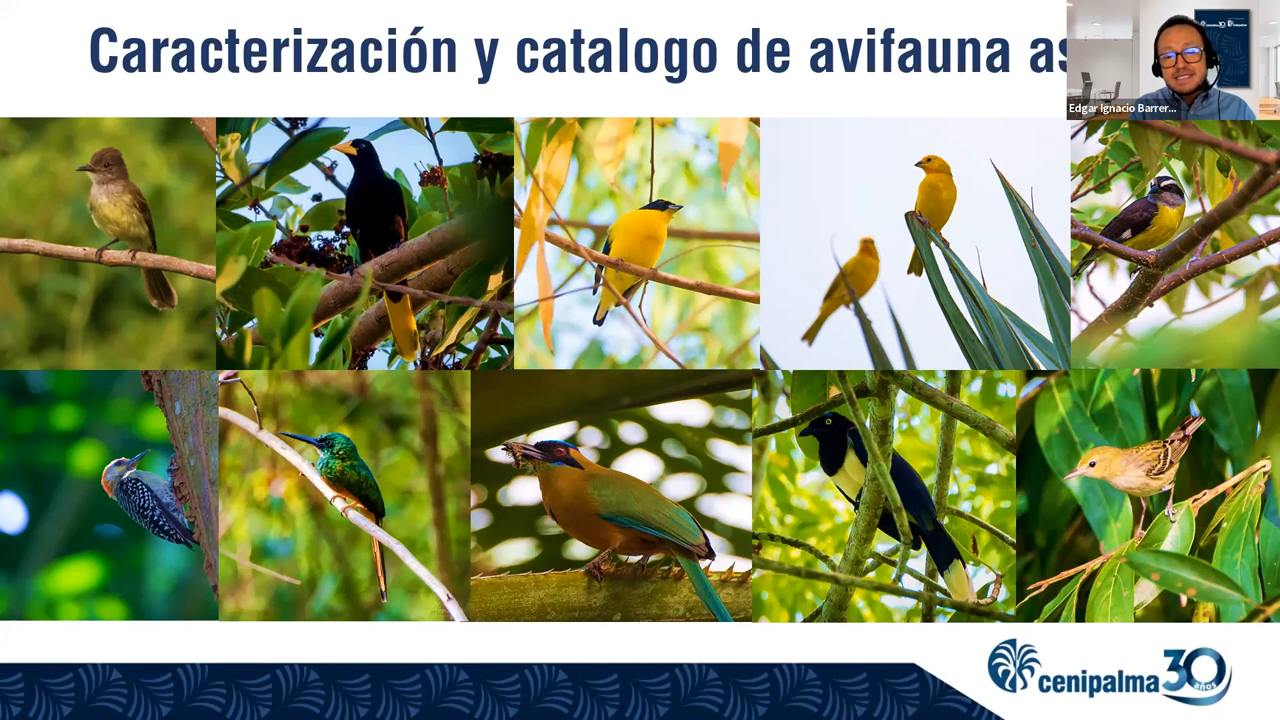 Caracterización y catalogo de avifauna as
Edgar Ignacio Barrer...
cenipalma 30
años